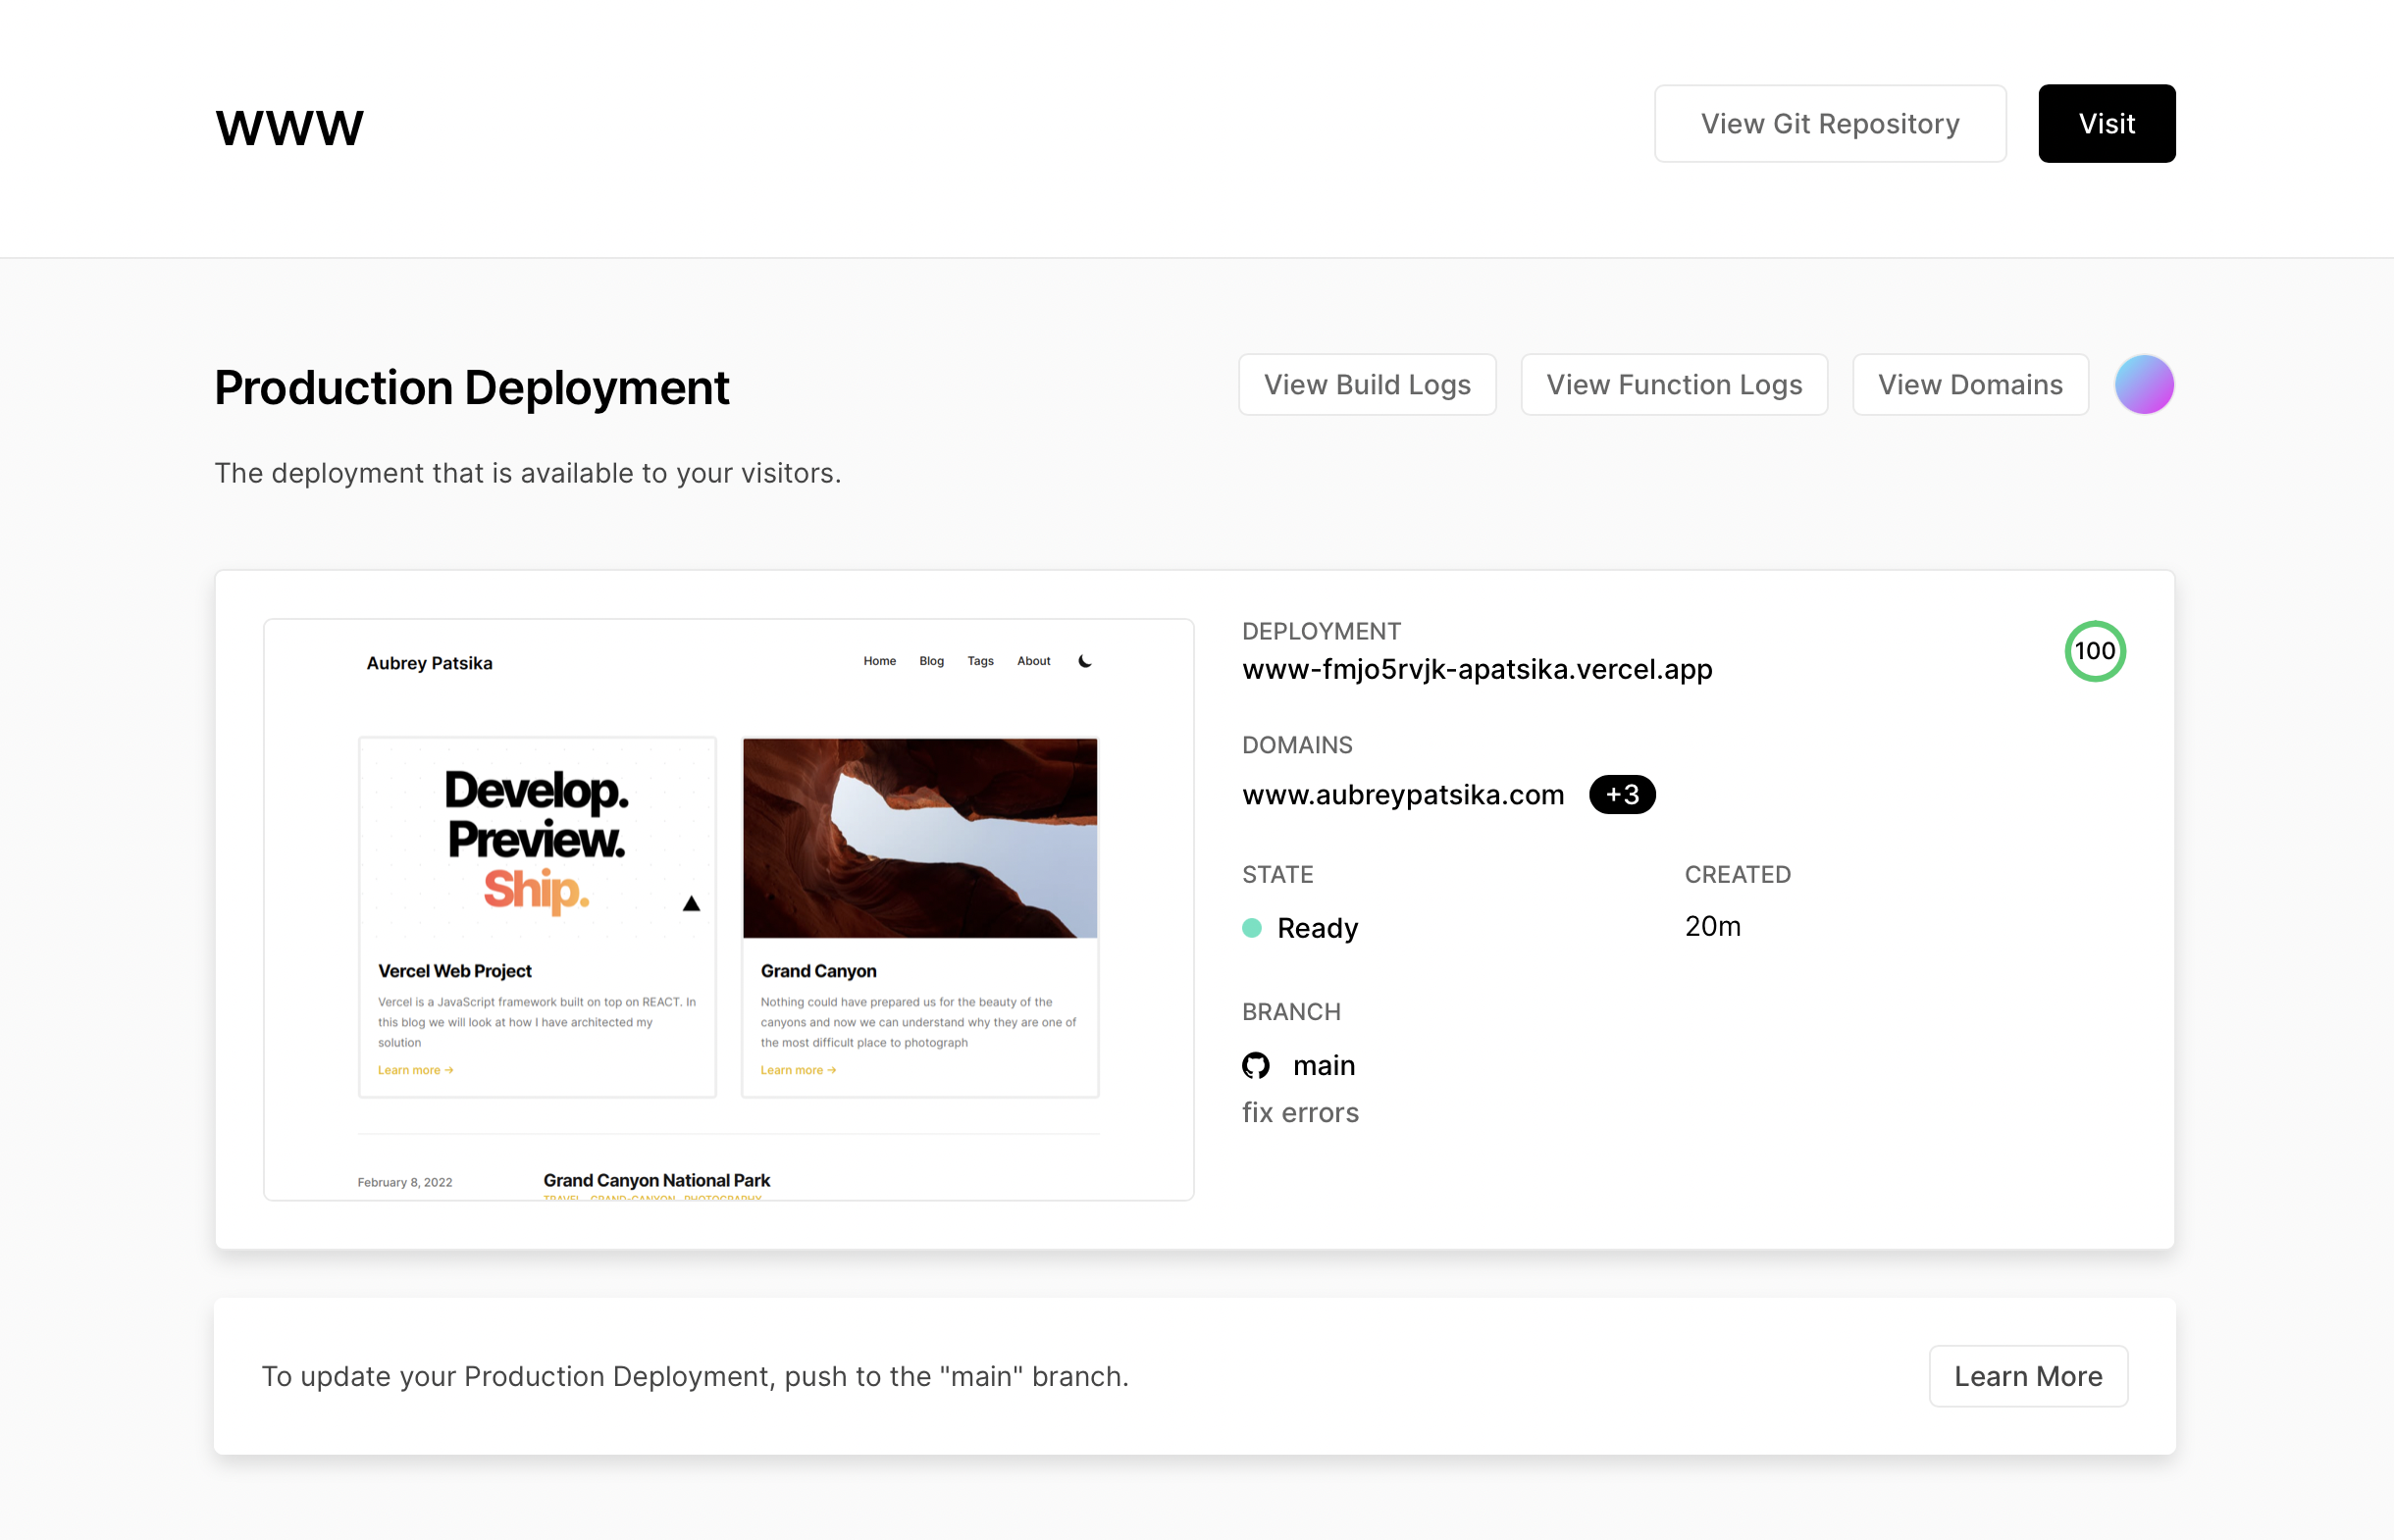 www
View Git Repository
Visit
Production Deployment
View Build Logs
View Function Logs
View Domains
The deployment that is available to your visitors.
Aubrey Patsika
Home
Blog
Tags
About
Develop.
Preview.
Ship.
Vercel Web Project
Vercel is a JavaScript framework built on top on REACT. In
this blog we will look at how I have architected my
solution
Learn more →
Grand Canyon
Nothing could have prepared us for the beauty of the
canyons and now we can understand why they are one of
the most difficult place to photograph
Learn more →
February 8, 2022
Grand Canyon National Park
TRAVEL GRAND-CANYON PHOTOGRAPHY
DEPLOYMENT
www-fmjo5rvjk-apatsika.vercel.app
100
DOMAINS
www.aubreypatsika.com
+3
STATE
Ready
CREATED
20m
BRANCH
main
fix errors
To update your Production Deployment, push to the "main" branch.
Learn More